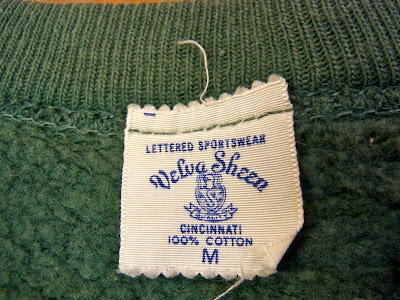 LETTERED SPORTSWEAR
Velva Sheen
CINCINNATI
100% COTTON
M